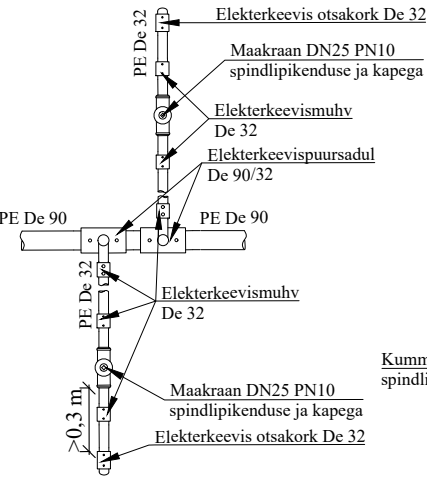 Elekterkeevis otsakork De 32
PE De 32
Maakraan DN25 PN10
spindlipikenduse ja kapega
Elekterkeevismuhv
De 32
Elekterkeevispuursadul
De 90/32
PE De 90
PE De 90
PE De 32
Elekterkeevismuhv
De 32
Kumm
spindli
Maakraan DN25 PN10
spindlipikenduse ja kapega
>0,3 m
Elekterkeevis otsakork De 32